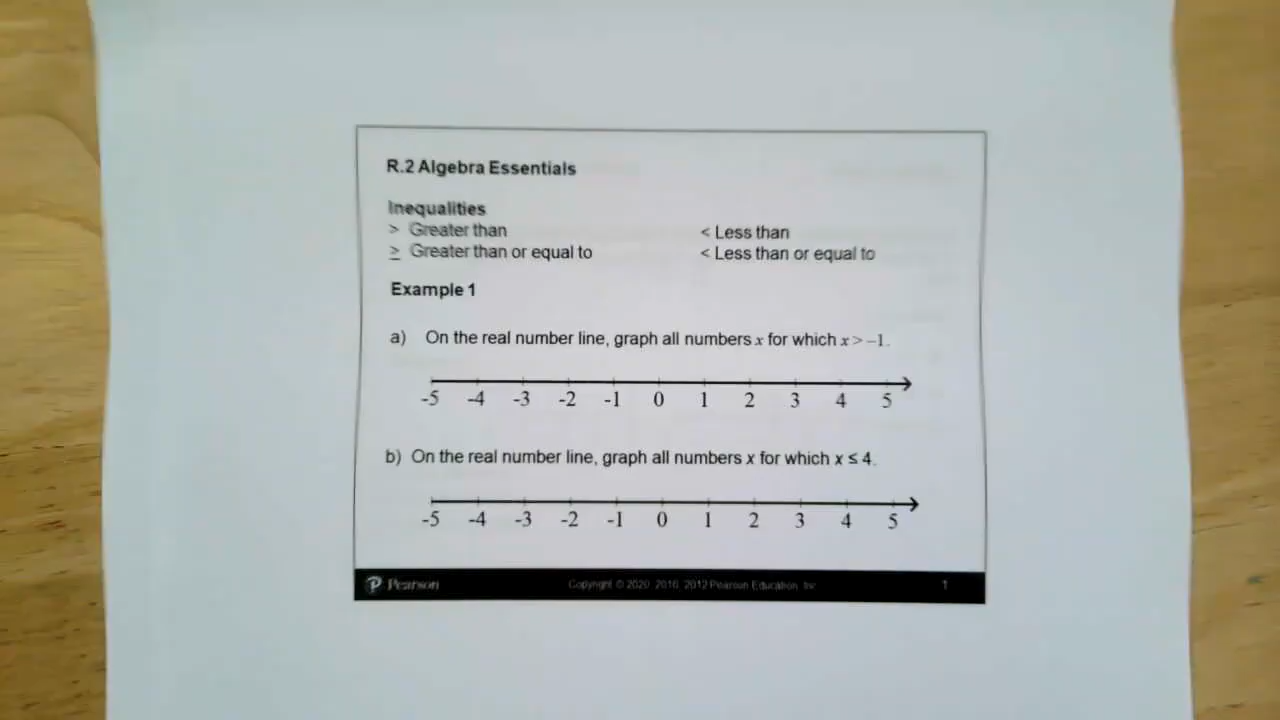 R.2 Algebra Essentials
Inequalities
> Greater than < Less than
≥ Greater than or equal to < Less than or equal to
Example 1
a) On the real number line, graph all numbers x for which x > –1.
-5 -4 -3 -2 -1 0 1 2 3 4 5
b) On the real number line, graph all numbers x for which x ≤ 4.
-5 -4 -3 -2 -1 0 1 2 3 4 5
Pearson Copyright © 2020, 2016, 2012 Pearson Education, Inc. 1